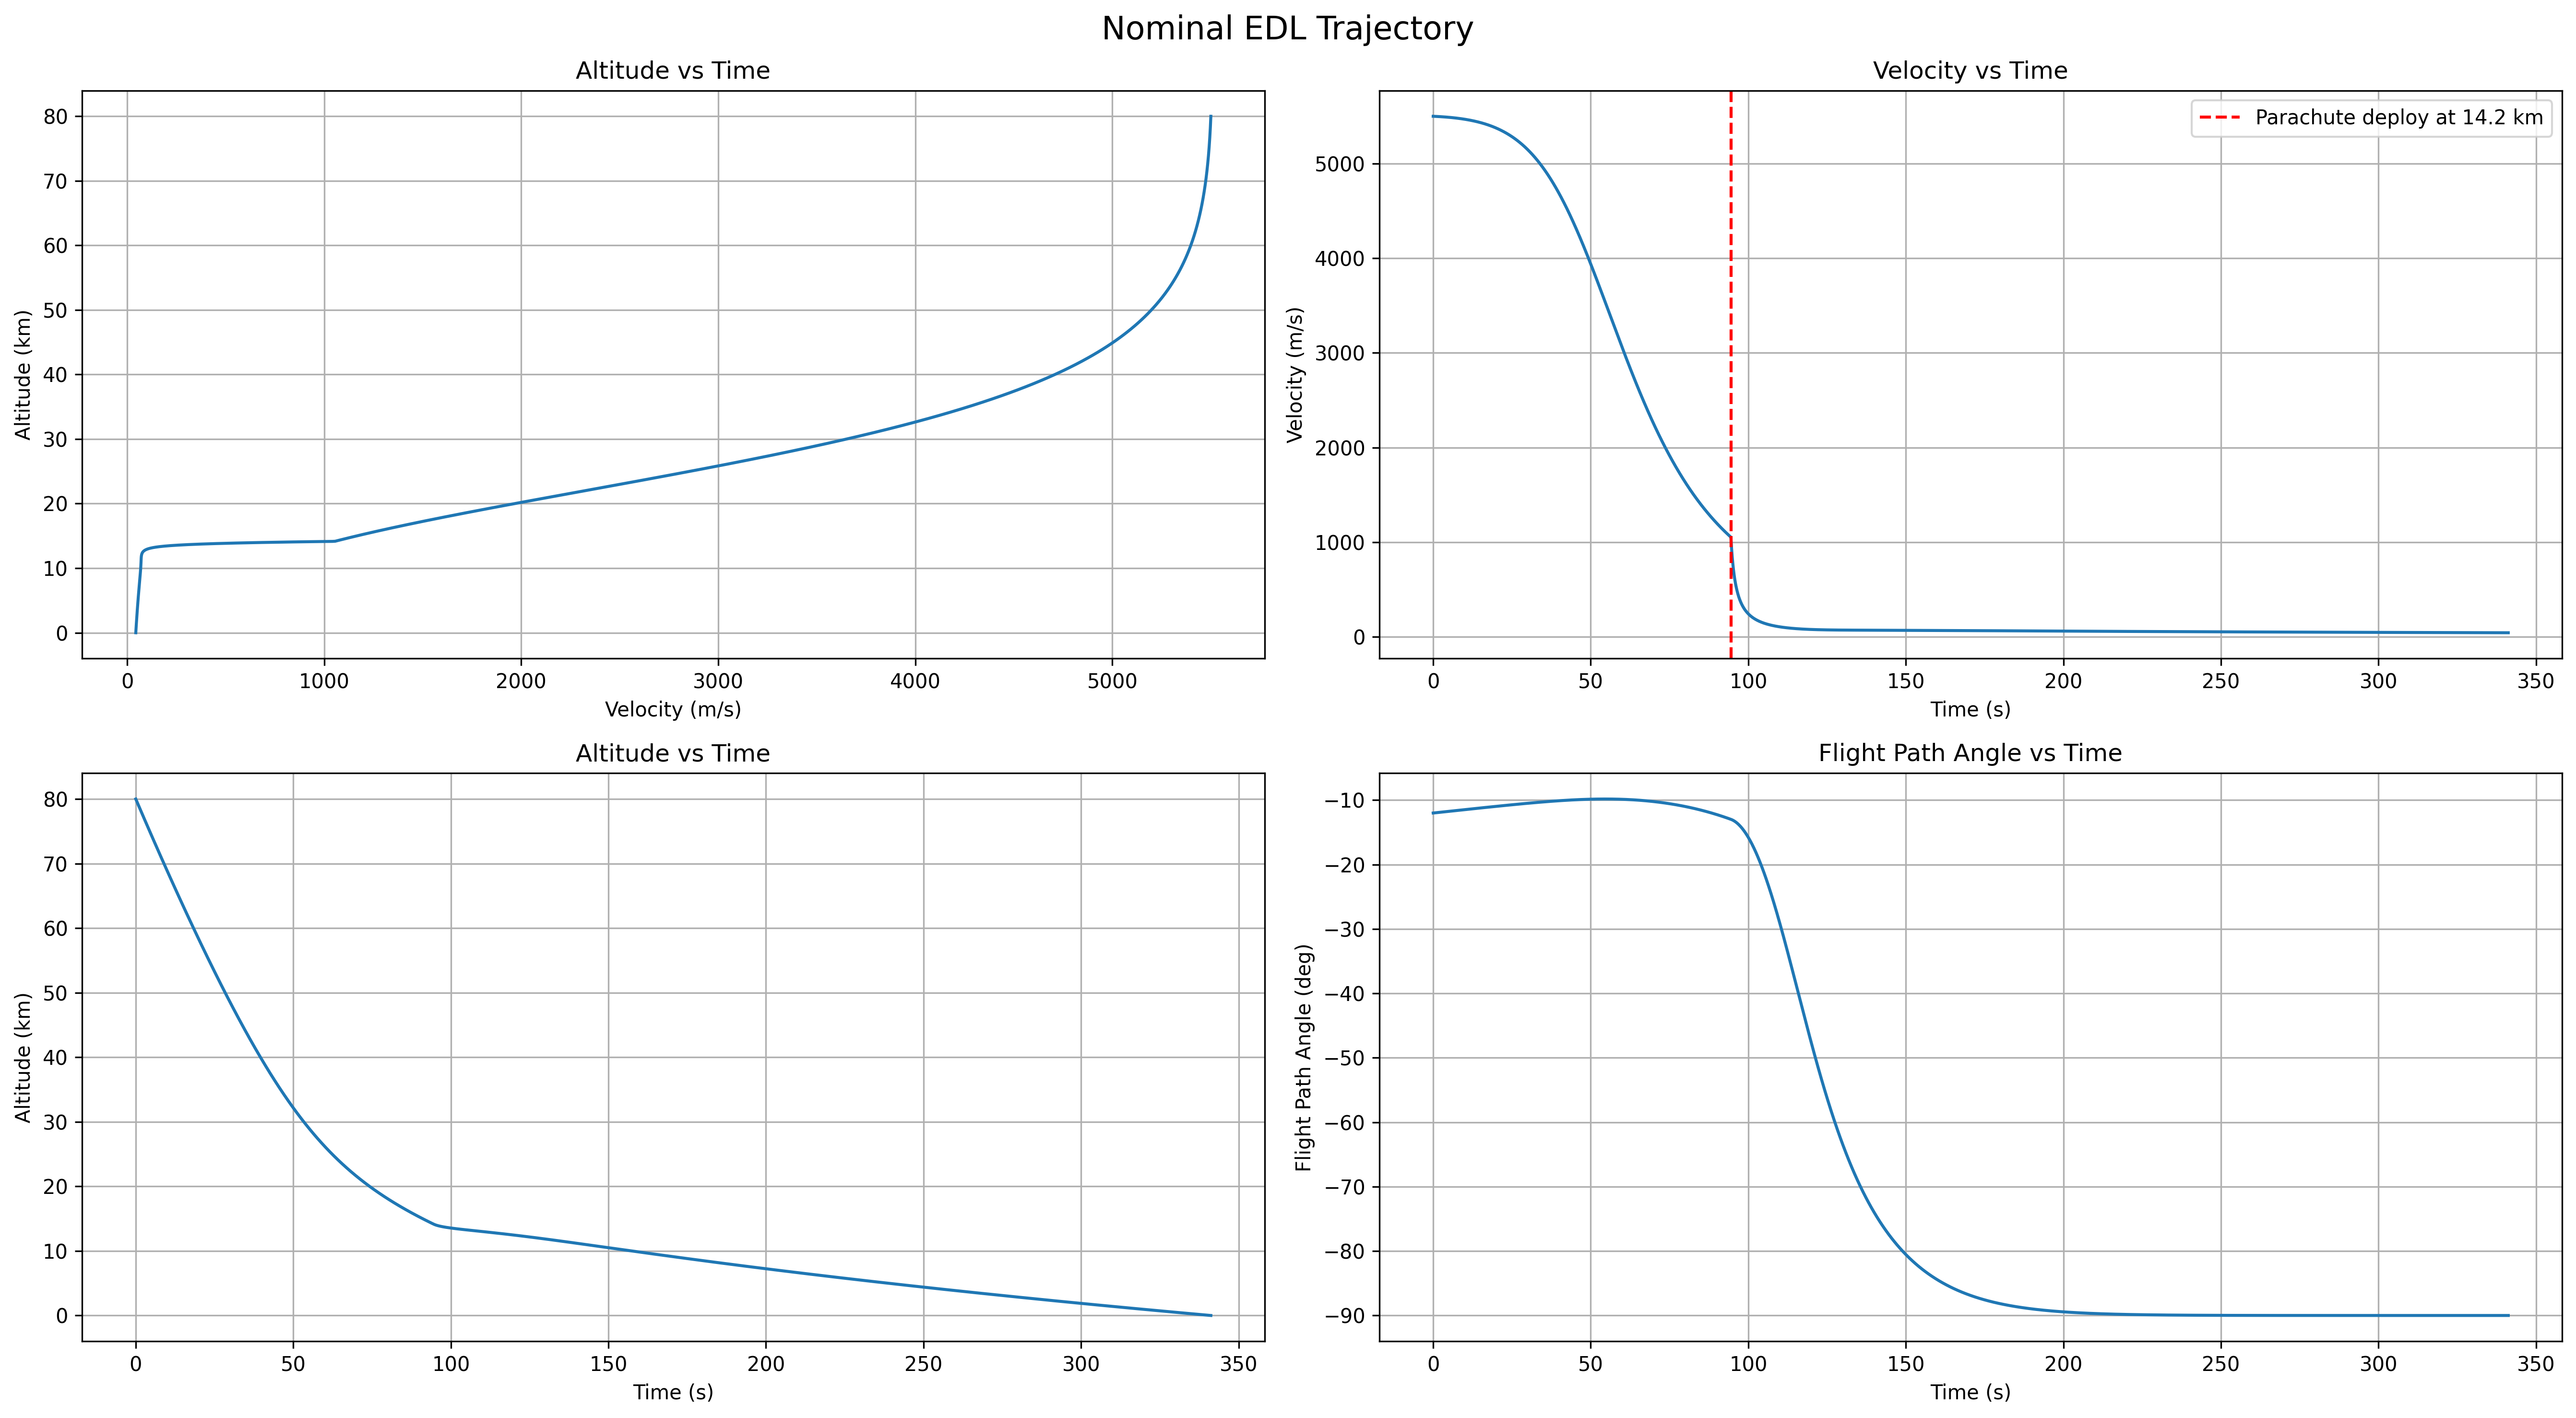 Nominal EDL Trajectory
Altitude vs Time
Altitude (km)
80
70
60
50
40
30
20
10
0
0 1000 2000 3000 4000 5000
Velocity (m/s)
Velocity vs Time
Parachute deploy at 14.2 km
Velocity (m/s)
5000
4000
3000
2000
1000
0
0 50 100 150 200 250 300 350
Time (s)
Altitude vs Time
Altitude (km)
80
70
60
50
40
30
20
10
0
0 50 100 150 200 250 300 350
Time (s)
Flight Path Angle vs Time
Flight Path Angle (deg)
−10
−20
−30
−40
−50
−60
−70
−80
−90
0 50 100 150 200 250 300 350
Time (s)